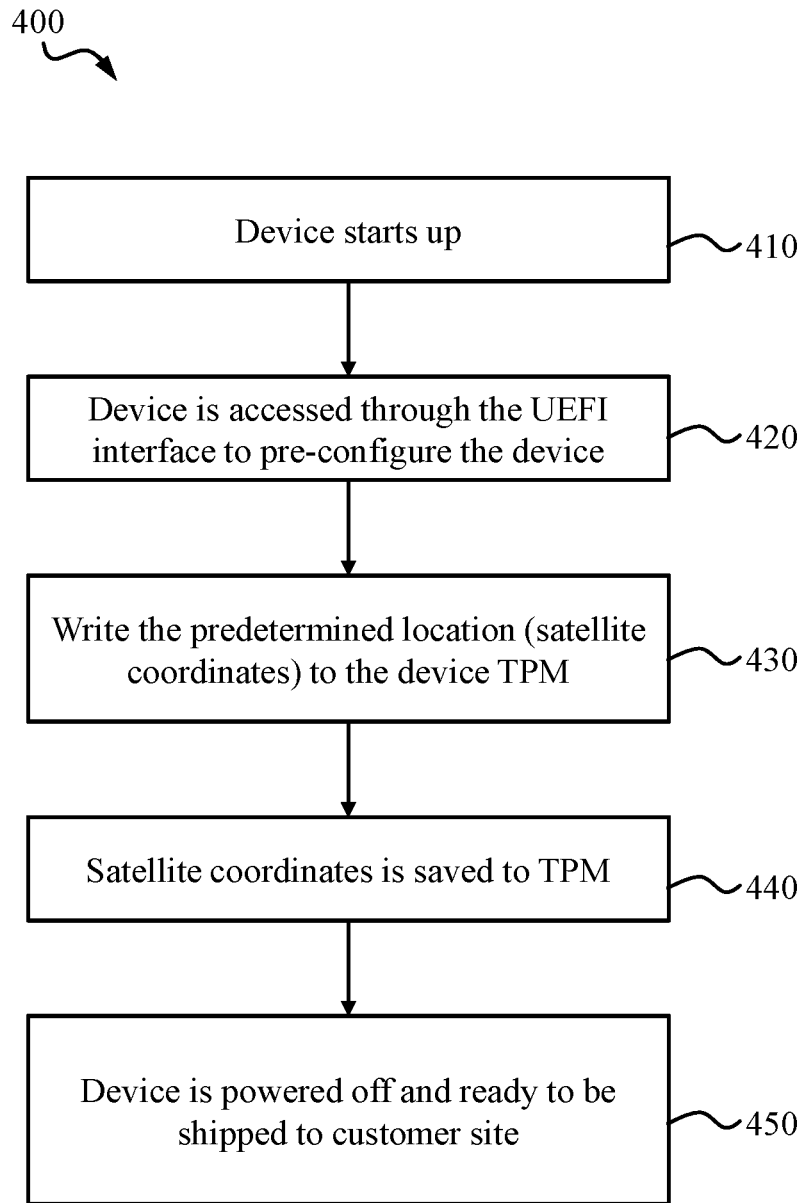 400
Device starts up
410
Device is accessed through the UEFI
interface to pre-configure the device
420
Write the predetermined location (satellite
coordinates) to the device TPM
430
Satellite coordinates is saved to TPM
440
Device is powered off and ready to be
shipped to customer site
450